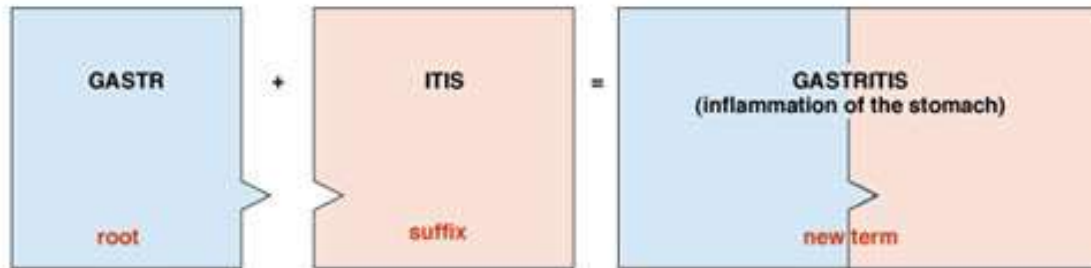 GASTR
+
ITIS
=
GASTRITIS
(inflammation of the stomach)
root
suffix
new term